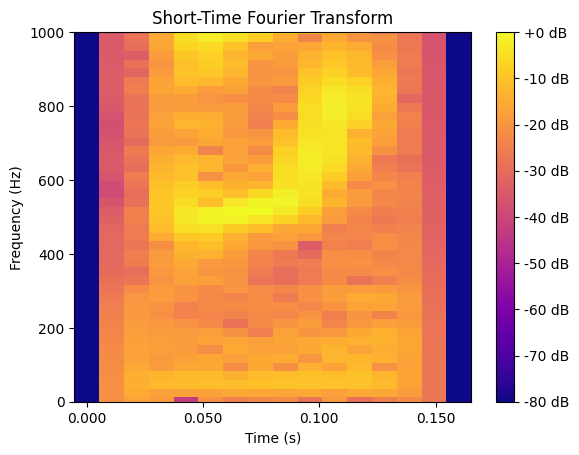 Short-Time Fourier Transform
1000
800
600
400
200
0
Frequency (Hz)
0.000
0.050
0.100
0.150
Time (s)
+0 dB
-10 dB
-20 dB
-30 dB
-40 dB
-50 dB
-60 dB
-70 dB
-80 dB